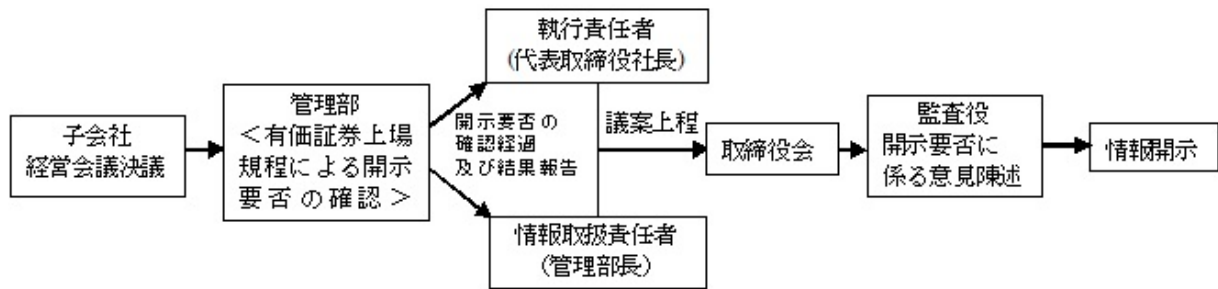 子会社
経営会議決議
管理部
＜有価証券上場
規程による開示
要否の確認＞
執行責任者
(代表取締役社長)
開示要否の
確認経過
及び結果報告
情報取扱責任者
(管理部長)
議案上程
取締役会
監査役
開示要否に
係る意見陳述
情報開示